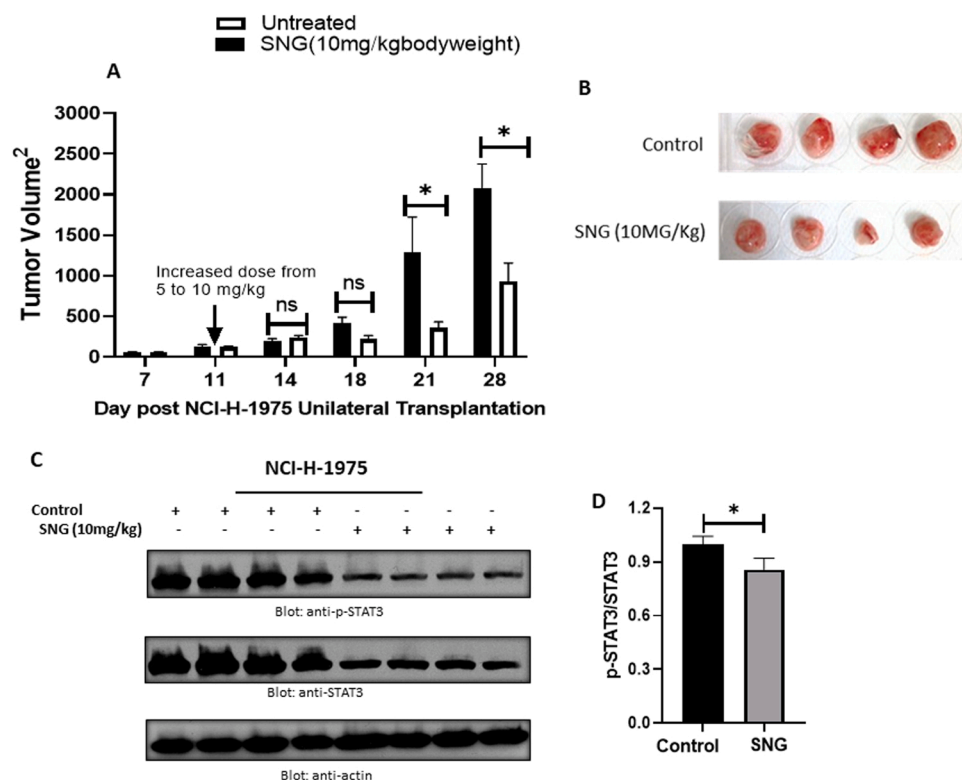 Untreated
SNG(10mg/kgbodyweight)
A
3000
2500
2000
1500
1000
500
0
Tumor Volume²
Increased dose from
5 to 10 mg/kg
ns
ns
*
*
7 11 14 18 21 28
Day post NCI-H-1975 Unilateral Transplantation
B
Control
SNG (10MG/Kg)
C
NCI-H-1975
Control + + + + - - - -
SNG (10mg/kg) - - - - + + + +
Blot: anti-p-STAT3
Blot: anti-STAT3
Blot: anti-actin
D
1.2
0.9
0.6
0.3
0.0
p-STAT3/STAT3
*
Control SNG